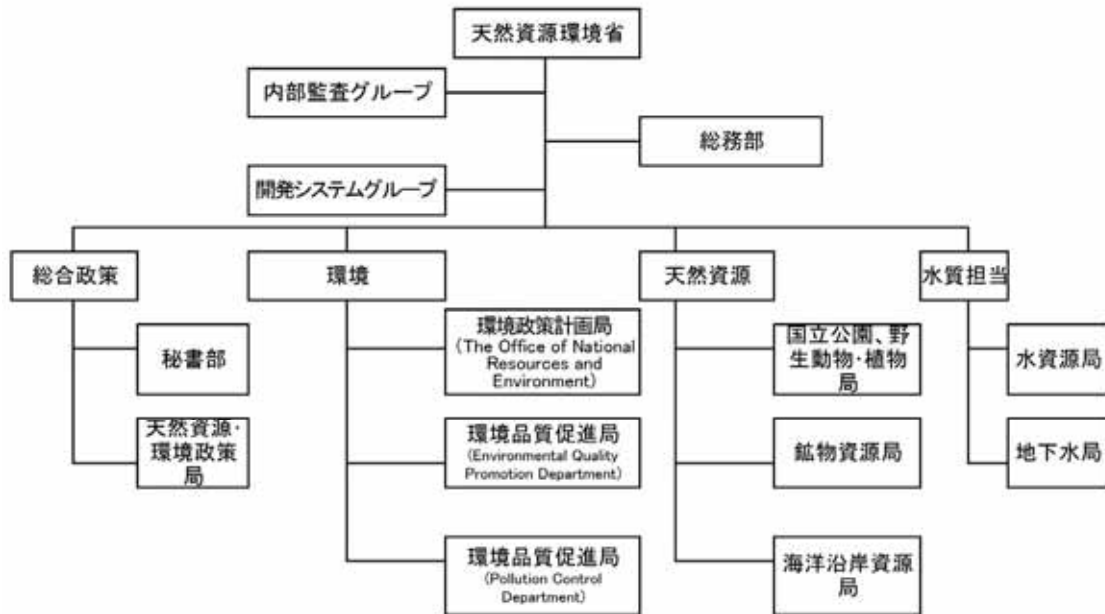 天然資源環境省
内部監査グループ
総務部
開発システムグループ
総合政策
環境
天然資源
水質担当
秘書部
天然資源・
環境政策
局
環境政策計画局
(The Office of National
Resources and
Environment)
環境品質促進局
(Environmental Quality
Promotion Department)
環境品質促進局
(Pollution Control
Department)
国立公園、野
生動物・植物
局
鉱物資源局
海洋沿岸資源
局
水資源局
地下水局